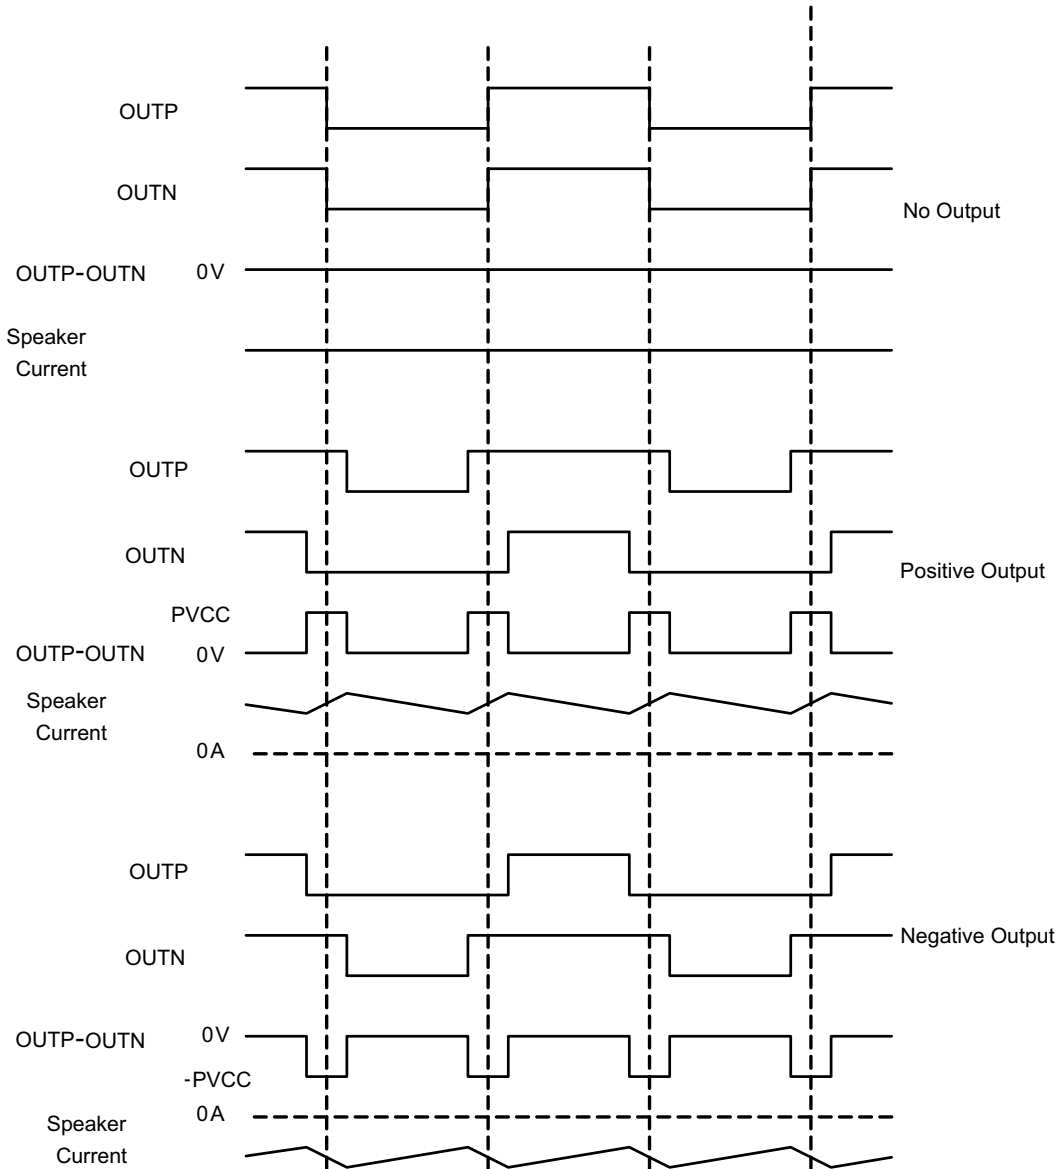 OUTP
OUTN
No Output
OUTP-OUTN 0V
Speaker
Current
OUTP
OUTN
Positive Output
PVCC
OUTP-OUTN 0V
Speaker
Current
0A
OUTP
OUTN
Negative Output
OUTP-OUTN 0V
-PVCC
0A
Speaker
Current